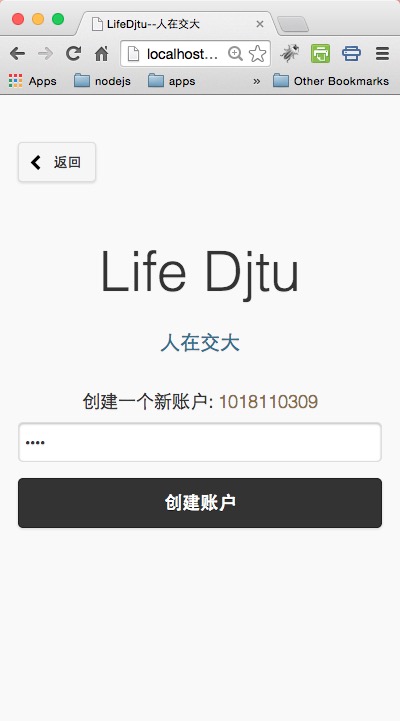 LifeDjtu--人在交大
localhost...
Apps nodejs apps » Other Bookmarks
返回
Life Djtu
人在交大
创建一个新账户: 1018110309
••••
创建账户